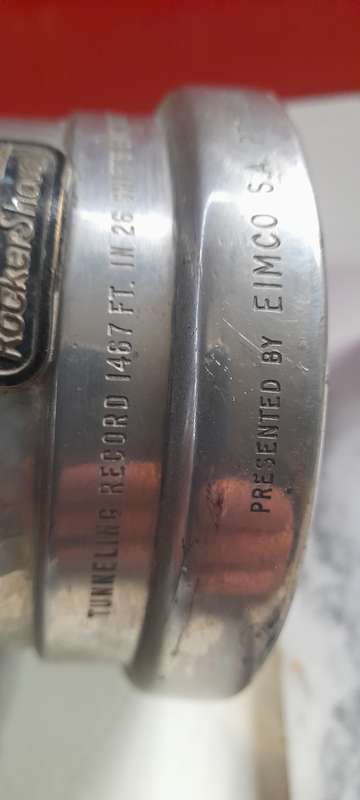 RockerShov
TUNNELING RECORD 1467 FT. IN 26
PRESENTED BY EIMCO S.A.